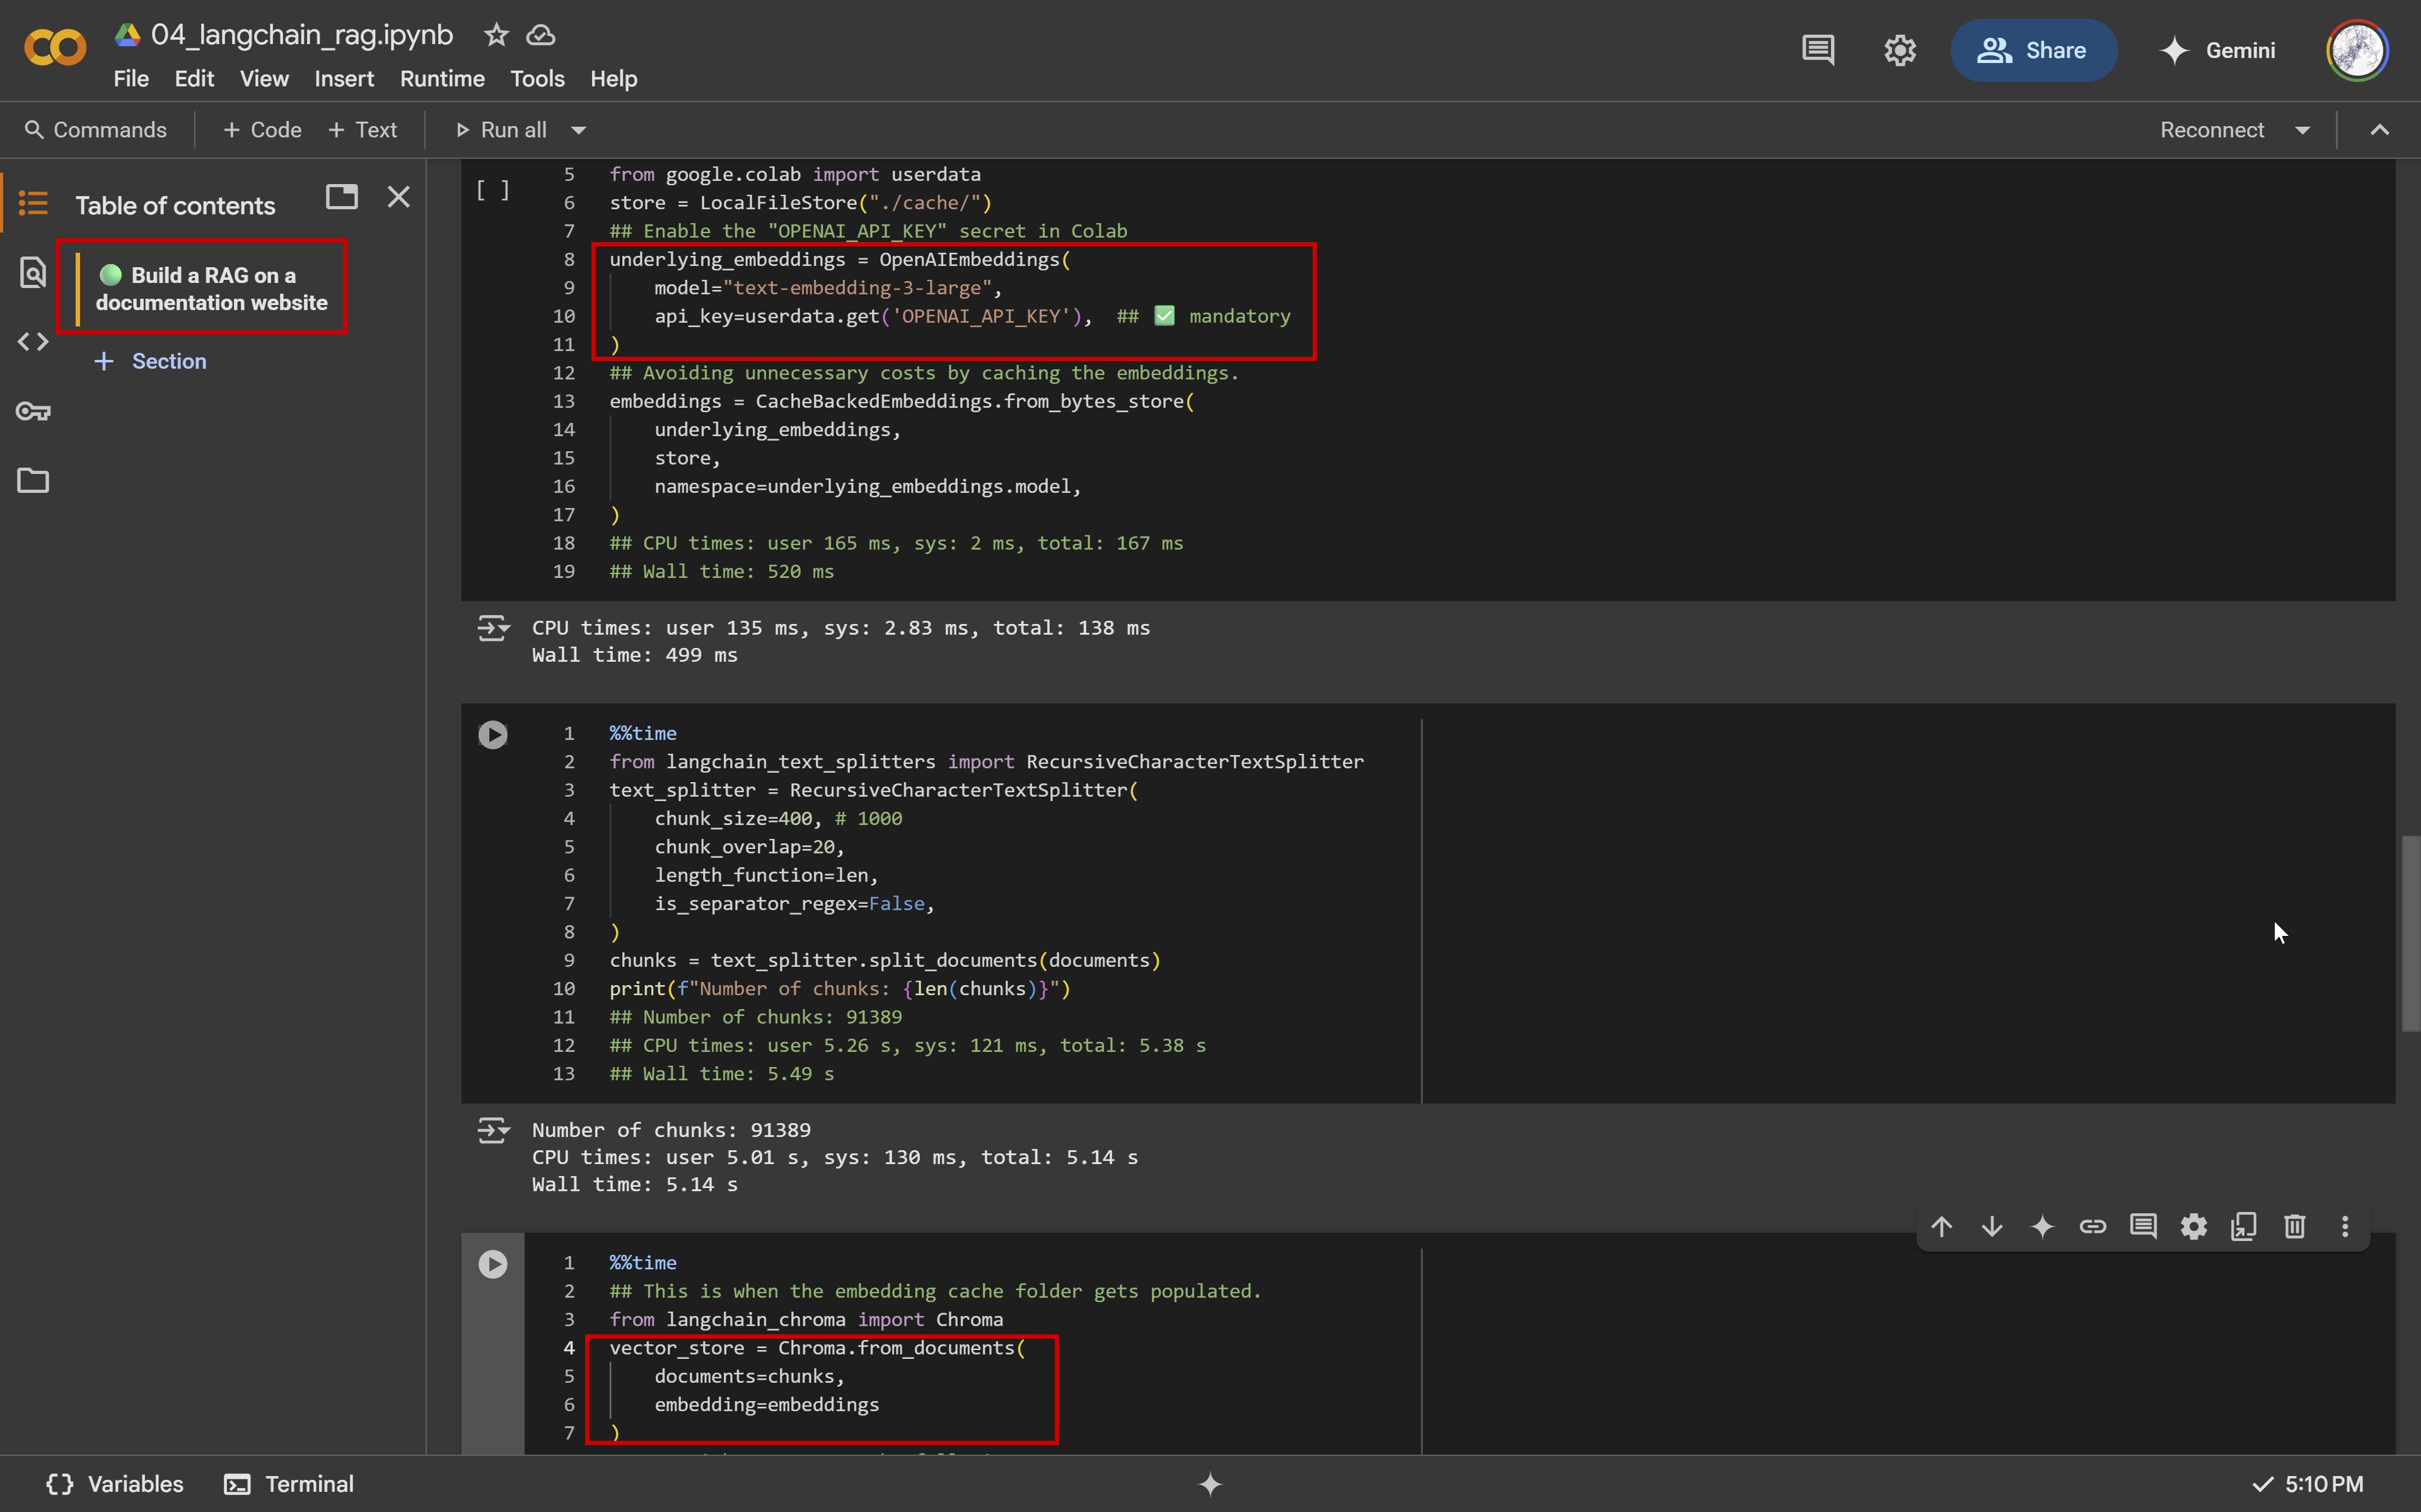 04_langchain_rag.ipynb
File Edit View Insert Runtime Tools Help
Share
Gemini
Commands
+ Code + Text
Run all
Reconnect
Table of contents
Build a RAG on a
documentation website
+ Section
[ ]
5 from google.colab import userdata
6 store = LocalFileStore("./cache/")
7 ## Enable the "OPENAI_API_KEY" secret in Colab
8 underlying_embeddings = OpenAIEmbeddings(
9     model="text-embedding-3-large",
10     api_key=userdata.get('OPENAI_API_KEY'),  ## ✅ mandatory
11 )
12 ## Avoiding unnecessary costs by caching the embeddings.
13 embeddings = CacheBackedEmbeddings.from_bytes_store(
14     underlying_embeddings,
15     store,
16     namespace=underlying_embeddings.model,
17 )
18 ## CPU times: user 165 ms, sys: 2 ms, total: 167 ms
19 ## Wall time: 520 ms
CPU times: user 135 ms, sys: 2.83 ms, total: 138 ms
Wall time: 499 ms
1 %%time
2 from langchain_text_splitters import RecursiveCharacterTextSplitter
3 text_splitter = RecursiveCharacterTextSplitter(
4     chunk_size=400, # 1000
5     chunk_overlap=20,
6     length_function=len,
7     is_separator_regex=False,
8 )
9 chunks = text_splitter.split_documents(documents)
10 print(f"Number of chunks: {len(chunks)}")
11 ## Number of chunks: 91389
12 ## CPU times: user 5.26 s, sys: 121 ms, total: 5.38 s
13 ## Wall time: 5.49 s
Number of chunks: 91389
CPU times: user 5.01 s, sys: 130 ms, total: 5.14 s
Wall time: 5.14 s
1 %%time
2 ## This is when the embedding cache folder gets populated.
3 from langchain_chroma import Chroma
4 vector_store = Chroma.from_documents(
5     documents=chunks,
6     embedding=embeddings
7 )
Variables
Terminal
5:10 PM